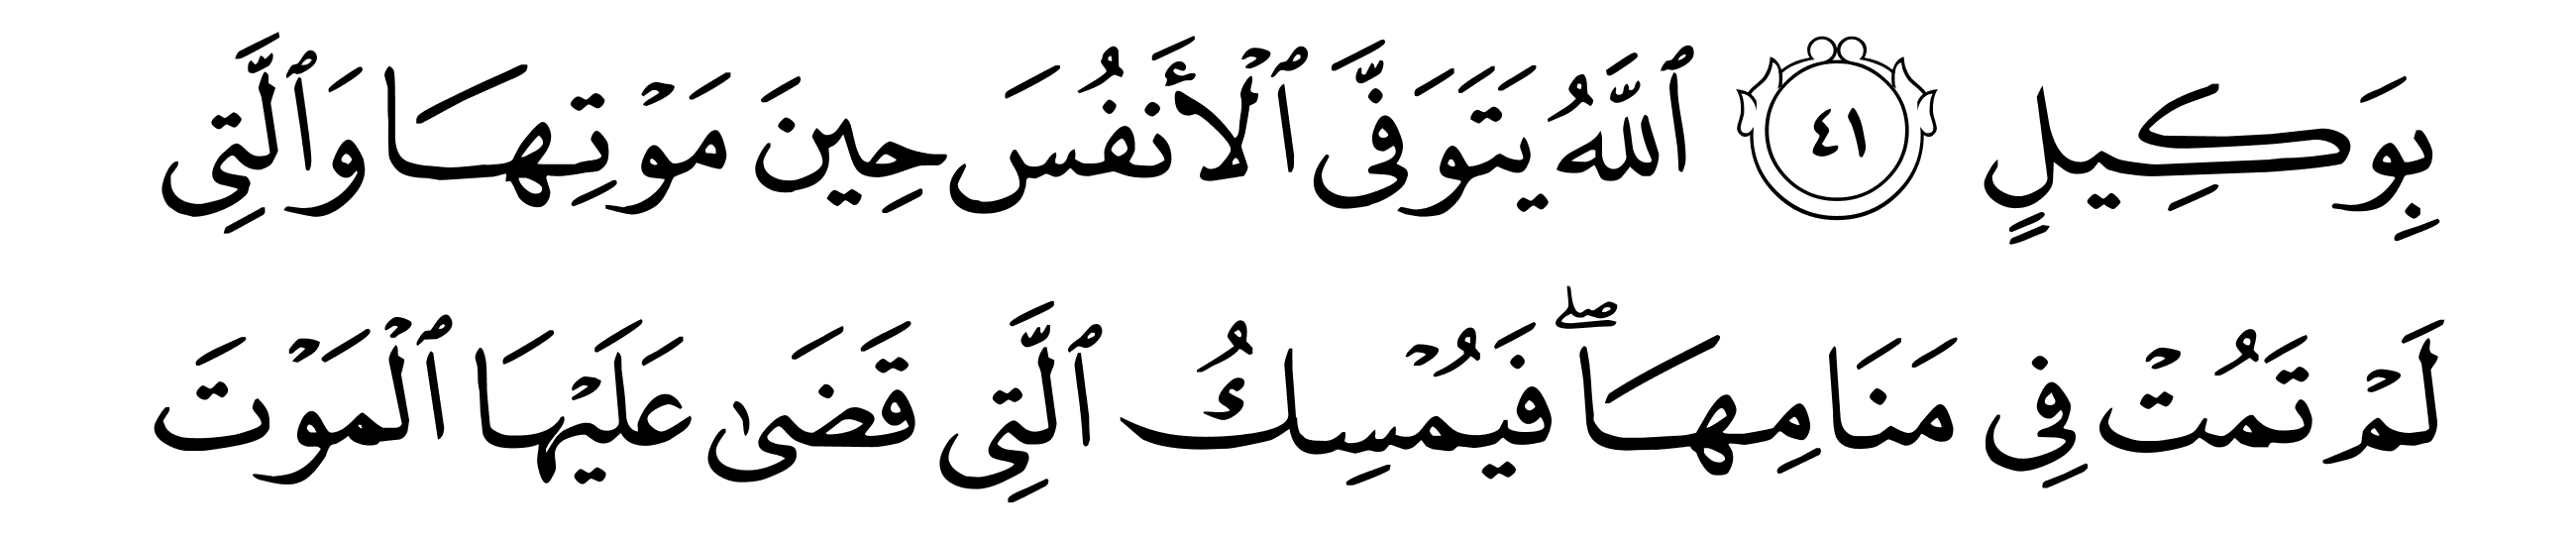 بِوَكِيلٍ ٤١ ٱللَّهُ يَتَوَفَّى ٱلْأَنفُسَ حِينَ مَوْتِهَا وَٱلَّتِى
لَمْ تَمُتْ فِى مَنَامِهَا ۖ فَيُمْسِكُ ٱلَّتِى قَضَىٰ عَلَيْهَا ٱلْمَوْتَ